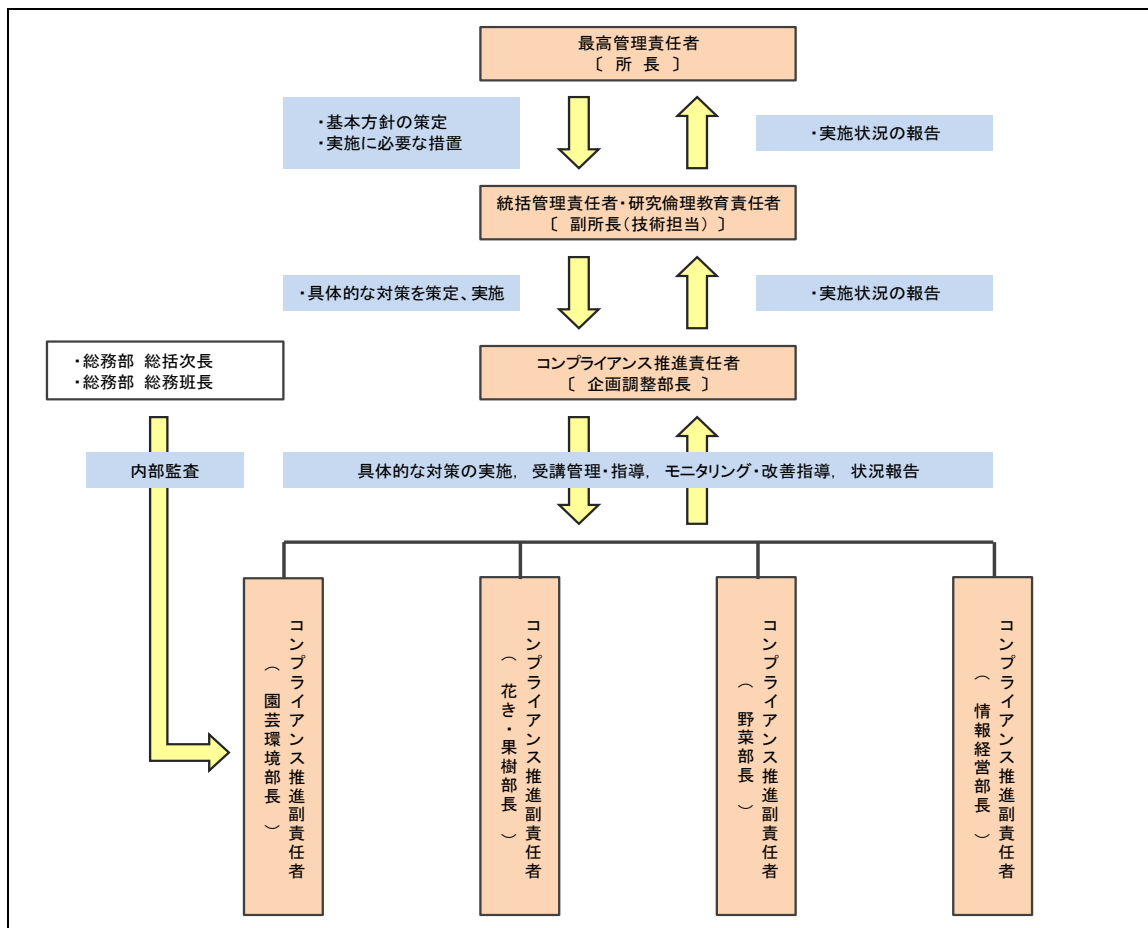 最高管理責任者
〔 所 長 〕
・基本方針の策定
・実施に必要な措置
・実施状況の報告
統括管理責任者・研究倫理教育責任者
〔 副所長(技術担当) 〕
・具体的な対策を策定、実施
・実施状況の報告
・総務部 総括次長
・総務部 総務班長
コンプライアンス推進責任者
〔 企画調整部長 〕
内部監査
具体的な対策の実施, 受講管理・指導, モニタリング・改善指導, 状況報告
コンプライアンス推進副責任者
( 園芸環境部長 )
コンプライアンス推進副責任者
( 花き・果樹部長 )
コンプライアンス推進副責任者
( 野菜部長 )
コンプライアンス推進副責任者
( 情報経営部長 )